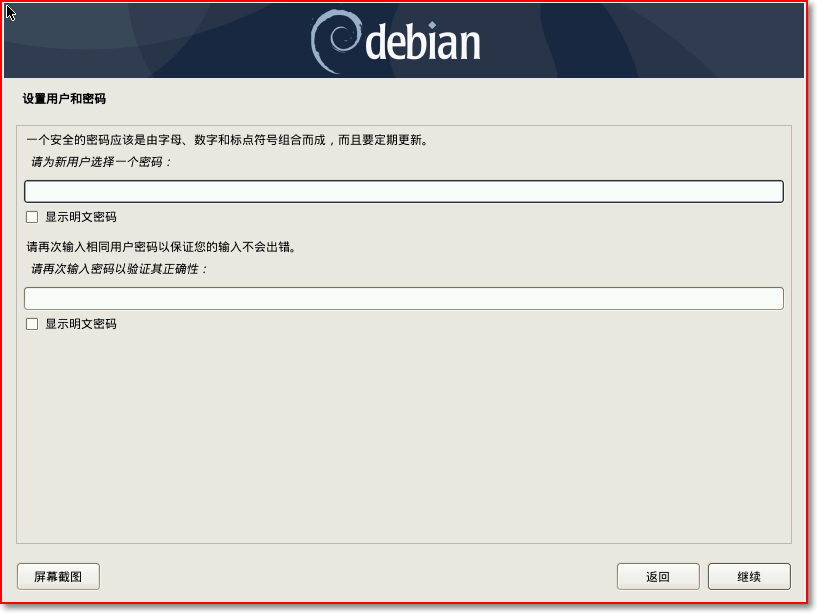 debian
设置用户和密码
一个安全的密码应该是由字母、数字和标点符号组合而成，而且要定期更新。
请为新用户选择一个密码：
显示明文密码
请再次输入相同用户密码以保证您的输入不会出错。
请再次输入密码以验证其正确性：
显示明文密码
屏幕截图
返回
继续